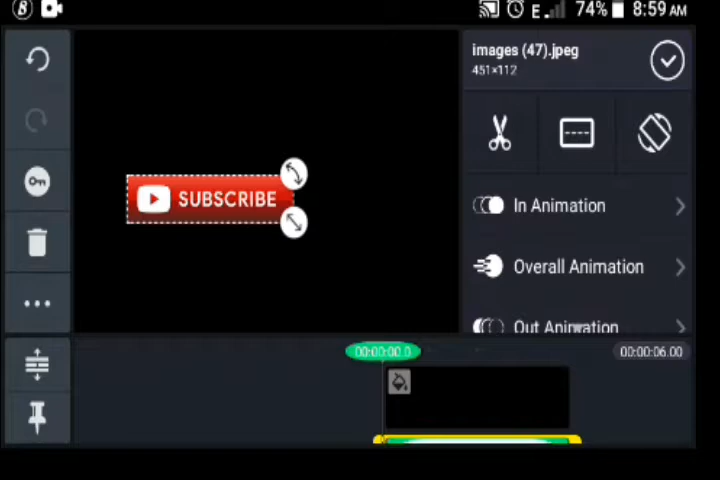 B
E
74%
8:59 AM
images (47).jpeg
451×112
SUBSCRIBE
In Animation
Overall Animation
Out Animation
00:00:00.0
00:00:06.00